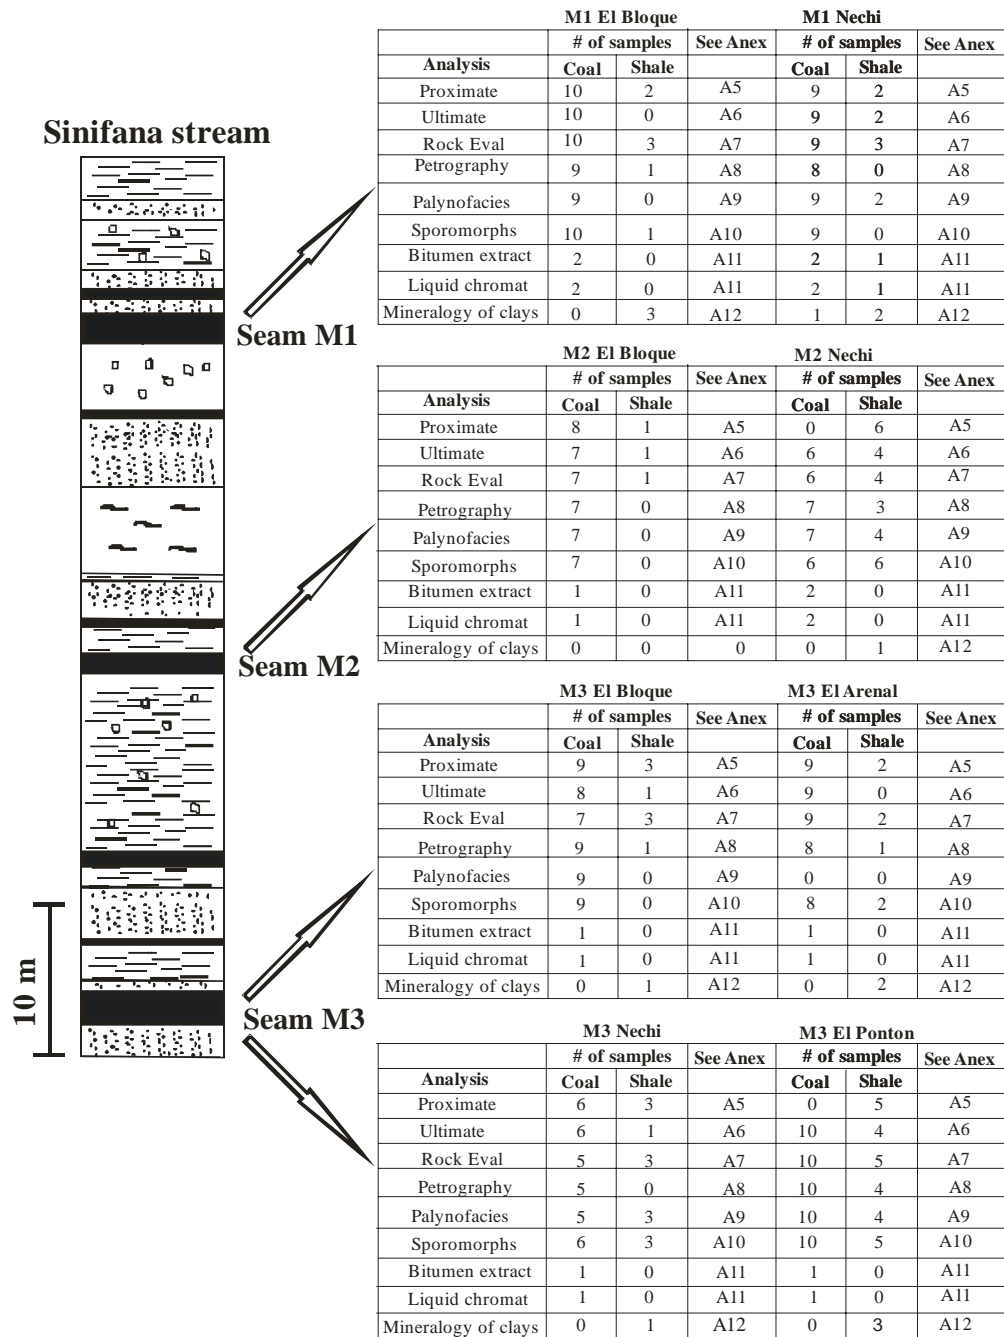 Sinifana stream
Seam M1
Seam M2
Seam M3
10 m
M1 El Bloque M1 Nechi
# of samples See Anex # of samples See Anex
Analysis Coal Shale Coal Shale
Proximate 10 2 A5 9 2 A5
Ultimate 10 0 A6 9 2 A6
Rock Eval 10 3 A7 9 3 A7
Petrography 9 1 A8 8 0 A8
Palynofacies 9 0 A9 9 2 A9
Sporomorphs 10 1 A10 9 0 A10
Bitumen extract 2 0 A11 2 1 A11
Liquid chromat 2 0 A11 2 1 A11
Mineralogy of clays 0 3 A12 1 2 A12
M2 El Bloque M2 Nechi
# of samples See Anex # of samples See Anex
Analysis Coal Shale Coal Shale
Proximate 8 1 A5 0 6 A5
Ultimate 7 1 A6 6 4 A6
Rock Eval 7 1 A7 6 4 A7
Petrography 7 0 A8 7 3 A8
Palynofacies 7 0 A9 7 4 A9
Sporomorphs 7 0 A10 6 6 A10
Bitumen extract 1 0 A11 2 0 A11
Liquid chromat 1 0 A11 2 0 A11
Mineralogy of clays 0 0 0 0 1 A12
M3 El Bloque M3 El Arenal
# of samples See Anex # of samples See Anex
Analysis Coal Shale Coal Shale
Proximate 9 3 A5 9 2 A5
Ultimate 8 1 A6 9 0 A6
Rock Eval 7 3 A7 9 2 A7
Petrography 9 1 A8 8 1 A8
Palynofacies 9 0 A9 0 0 A9
Sporomorphs 9 0 A10 8 2 A10
Bitumen extract 1 0 A11 1 0 A11
Liquid chromat 1 0 A11 1 0 A11
Mineralogy of clays 0 1 A12 0 2 A12
M3 Nechi M3 El Ponton
# of samples See Anex # of samples See Anex
Analysis Coal Shale Coal Shale
Proximate 6 3 A5 0 5 A5
Ultimate 6 1 A6 10 4 A6
Rock Eval 5 3 A7 10 5 A7
Petrography 5 0 A8 10 4 A8
Palynofacies 5 3 A9 10 4 A9
Sporomorphs 6 3 A10 10 5 A10
Bitumen extract 1 0 A11 1 0 A11
Liquid chromat 1 0 A11 1 0 A11
Mineralogy of clays 0 1 A12 0 3 A12